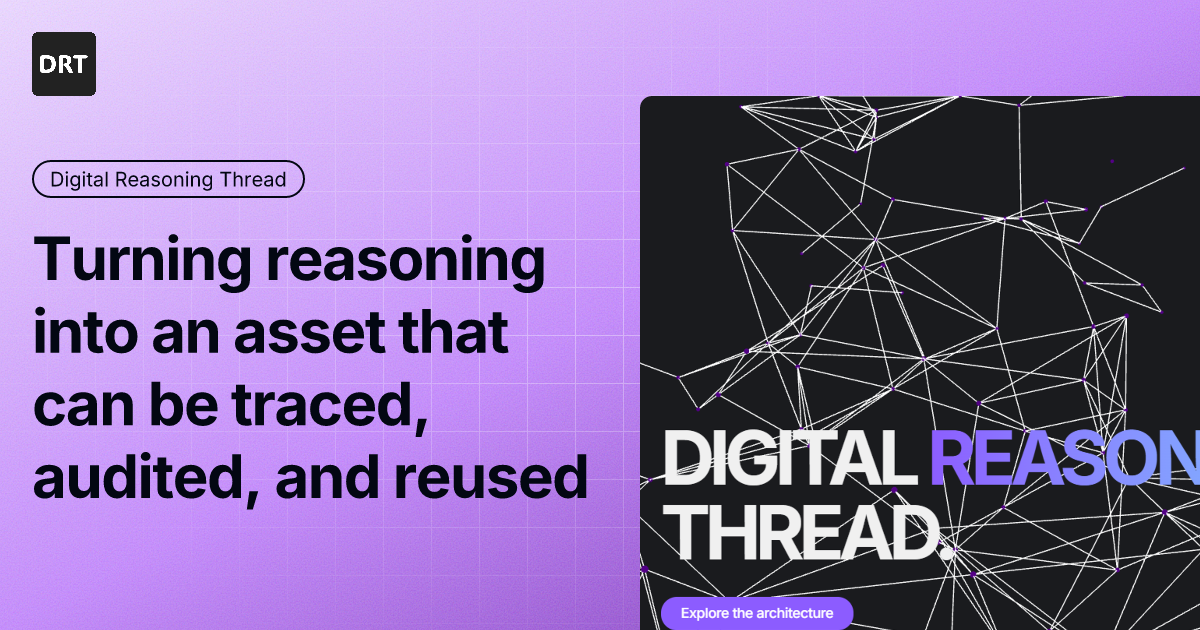 DRT
Digital Reasoning Thread
Turning reasoning
into an asset that
can be traced,
audited, and reused
DIGITAL REASON
THREAD.
Explore the architecture